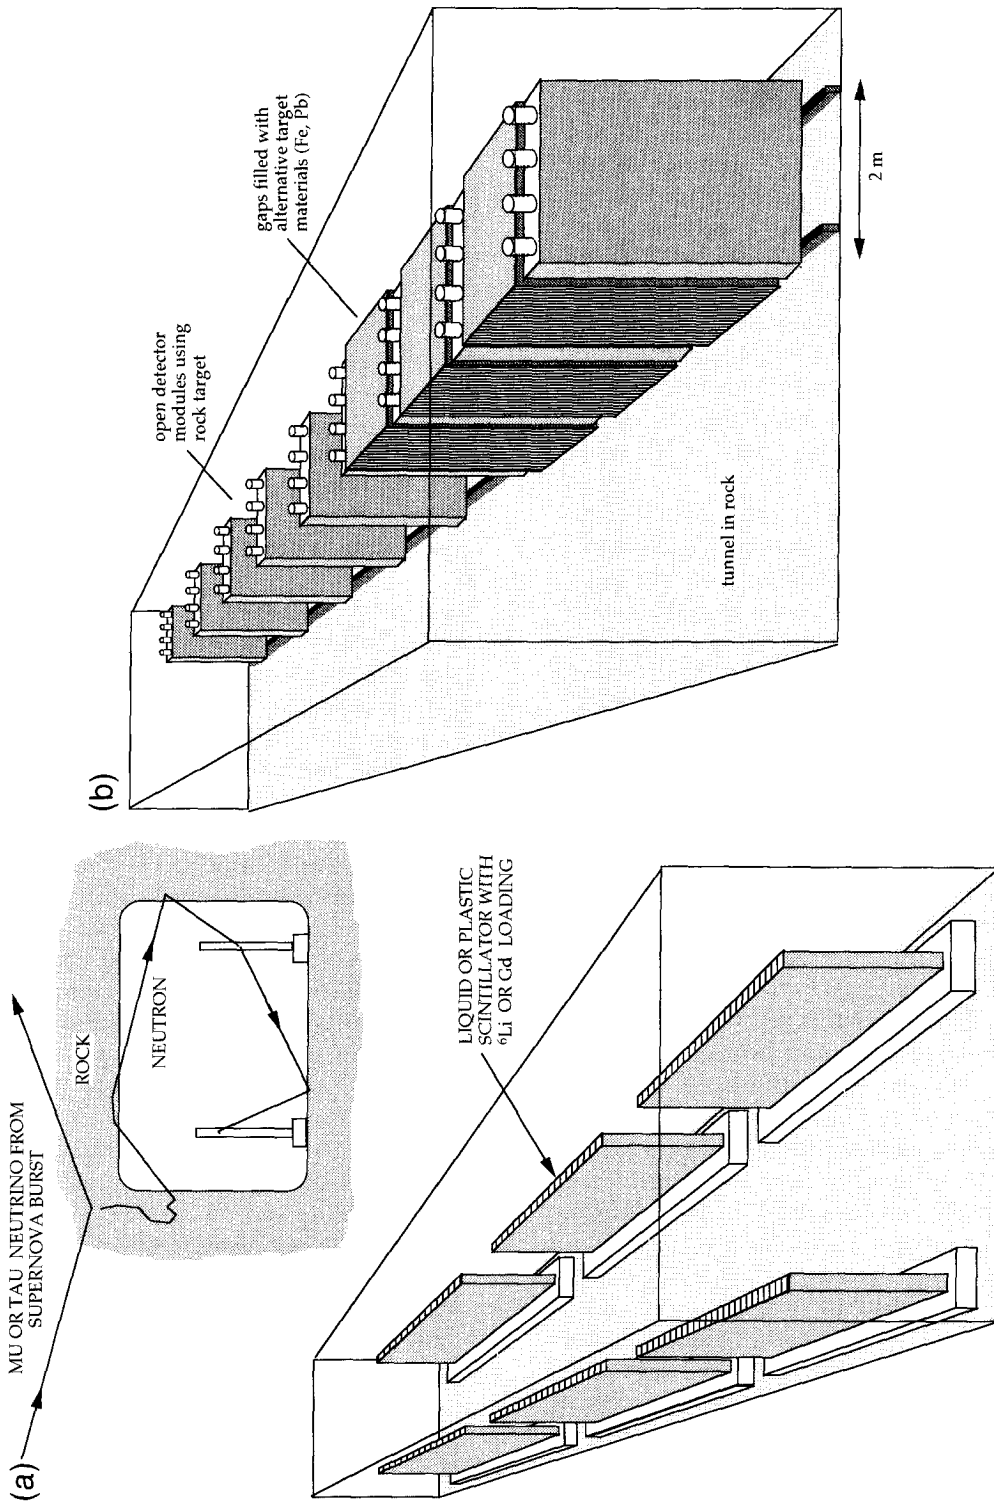 (a)
MU OR TAU NEUTRINO FROM
SUPERNOVA BURST
ROCK
NEUTRON
LIQUID OR PLASTIC
SCINTILLATOR WITH
⁶Li OR Gd LOADING
(b)
open detector
modules using
rock target
gaps filled with
alternative target
materials (Fe, Pb)
tunnel in rock
2 m